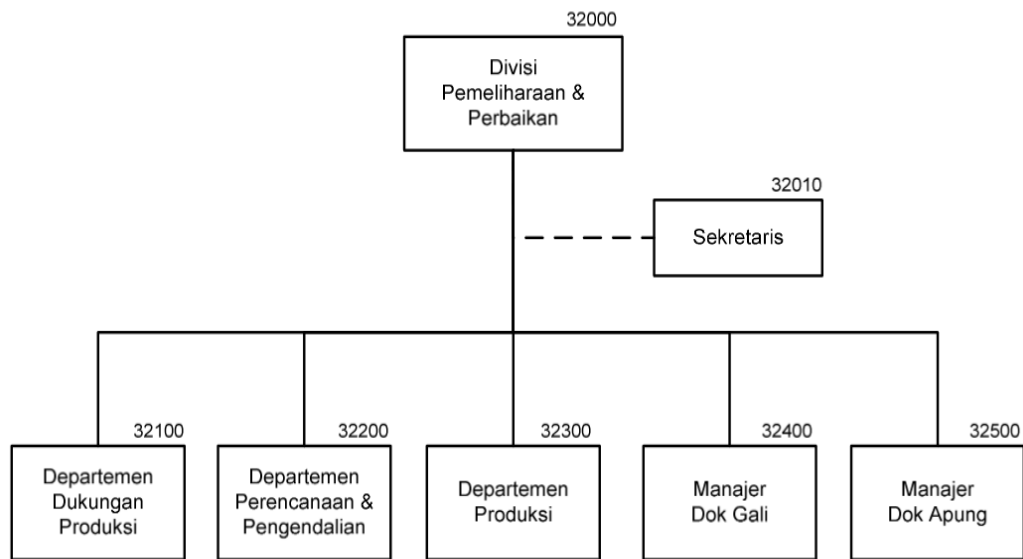 32000
Divisi
Pemeliharaan &
Perbaikan
32010
Sekretaris
32100
Departemen
Dukungan
Produksi
32200
Departemen
Perencanaan &
Pengendalian
32300
Departemen
Produksi
32400
Manajer
Dok Gali
32500
Manajer
Dok Apung